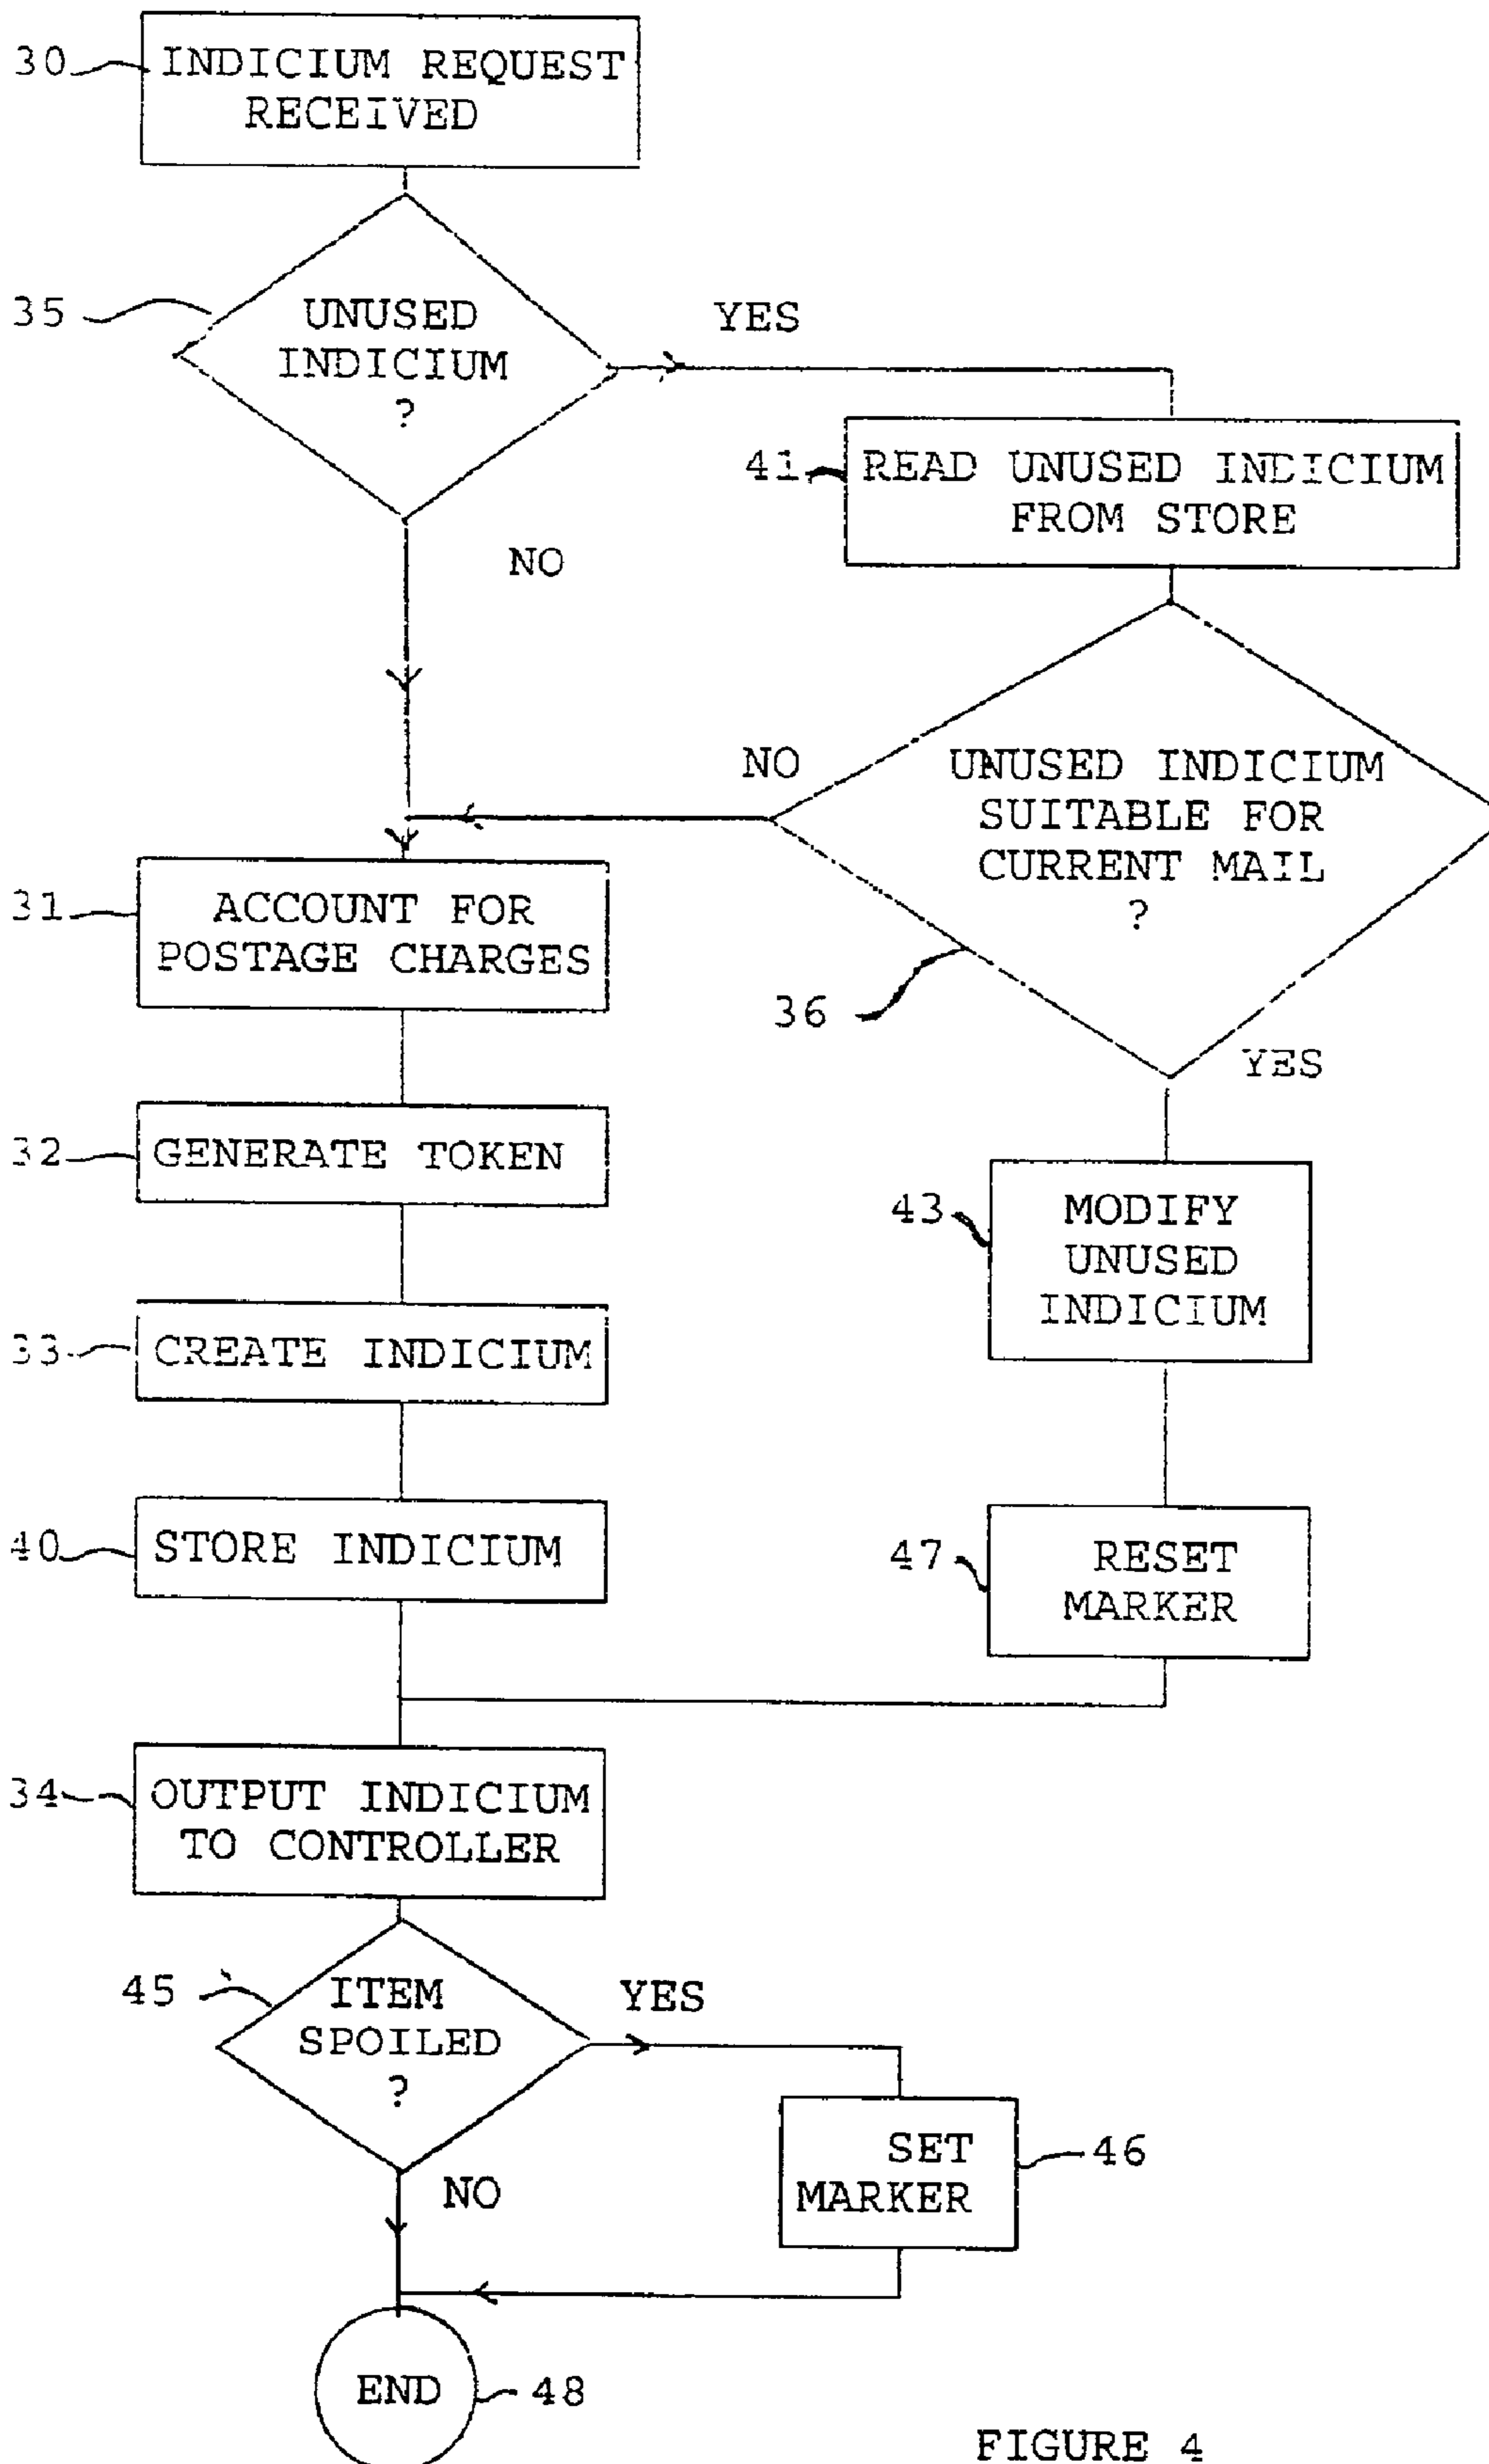 30
INDICIUM REQUEST
RECEIVED
35
UNUSED
INDICIUM
?
YES
NO
41
READ UNUSED INDICIUM
FROM STORE
NO
UNUSED INDICIUM
SUITABLE FOR
CURRENT MAIL
?
36
YES
31
ACCOUNT FOR
POSTAGE CHARGES
32
GENERATE TOKEN
43
MODIFY
UNUSED
INDICIUM
33
CREATE INDICIUM
40
STORE INDICIUM
47
RESET
MARKER
34
OUTPUT INDICIUM
TO CONTROLLER
45
ITEM
SPOILED
?
YES
NO
SET
MARKER
46
END
48
FIGURE 4